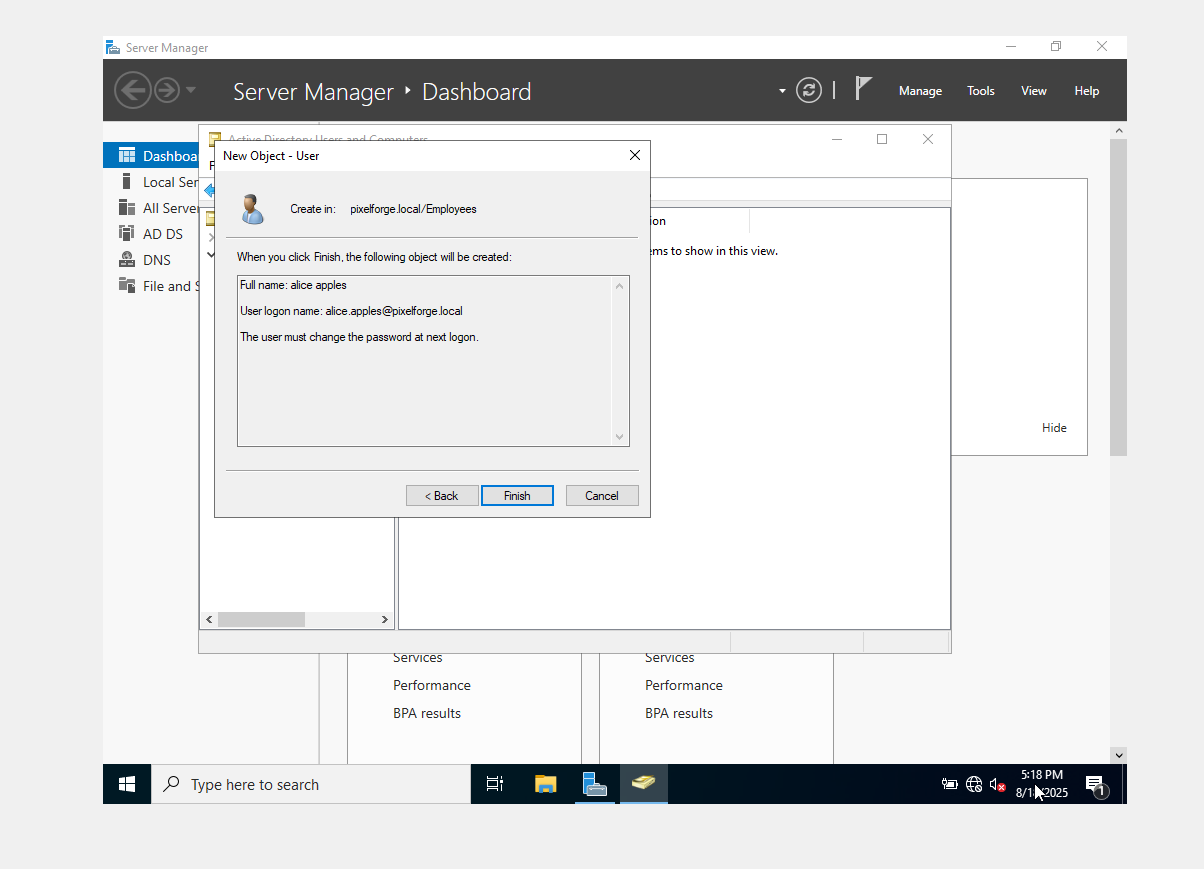 Server Manager
Server Manager • Dashboard
Manage Tools View Help
Active Directory Users and Computers
New Object - User
Create in: pixelforge.local/Employees
When you click Finish, the following object will be created:
Full name: alice apples
User logon name: alice.apples@pixelforge.local
The user must change the password at next logon.
< Back Finish Cancel
Dashboa
Local Ser
All Server
AD DS
DNS
File and S
ion
ems to show in this view.
Hide
Services
Performance
BPA results
Services
Performance
BPA results
Type here to search
5:18 PM
2025
1